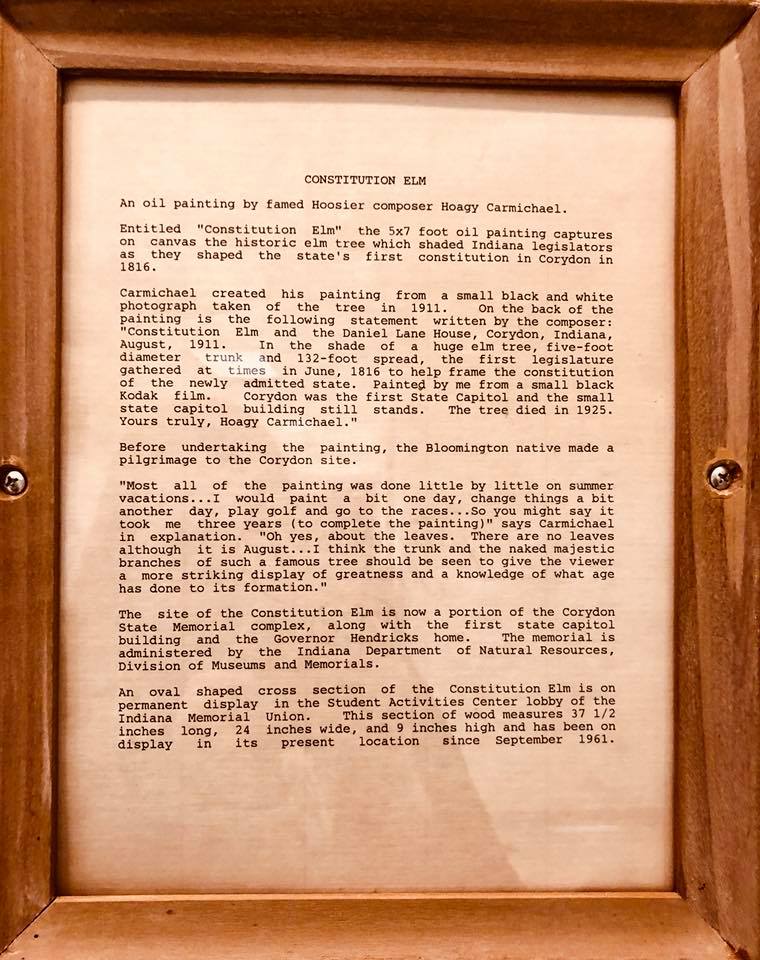 CONSTITUTION ELM
An oil painting by famed Hoosier composer Hoagy Carmichael.
Entitled "Constitution Elm" the 5x7 foot oil painting captures
on canvas the historic elm tree which shaded Indiana legislators
as they shaped the state's first constitution in Corydon in
1816.
Carmichael created his painting from a small black and white
photograph taken of the tree in 1911. On the back of the
painting is the following statement written by the composer:
"Constitution Elm and the Daniel Lane House, Corydon, Indiana,
August, 1911. In the shade of a huge elm tree, five-foot
diameter trunk and 132-foot spread, the first legislature
gathered at times in June, 1816 to help frame the constitution
of the newly admitted state. Painted by me from a small black
Kodak film. Corydon was the first State Capitol and the small
state capitol building still stands. The tree died in 1925.
Yours truly, Hoagy Carmichael."
Before undertaking the painting, the Bloomington native made a
pilgrimage to the Corydon site.
"Most all of the painting was done little by little on summer
vacations...I would paint a bit one day, change things a bit
another day, play golf and go to the races...So you might say it
took me three years (to complete the painting)" says Carmichael
in explanation. "Oh yes, about the leaves. There are no leaves
although it is August...I think the trunk and the naked majestic
branches of such a famous tree should be seen to give the viewer
a more striking display of greatness and a knowledge of what age
has done to its formation."
The site of the Constitution Elm is now a portion of the Corydon
State Memorial complex, along with the first state capitol
building and the Governor Hendricks home. The memorial is
administered by the Indiana Department of Natural Resources,
Division of Museums and Memorials.
An oval shaped cross section of the Constitution Elm is on
permanent display in the Student Activities Center lobby of the
Indiana Memorial Union. This section of wood measures 37 1/2
inches long, 24 inches wide, and 9 inches high and has been on
display in its present location since September 1961.